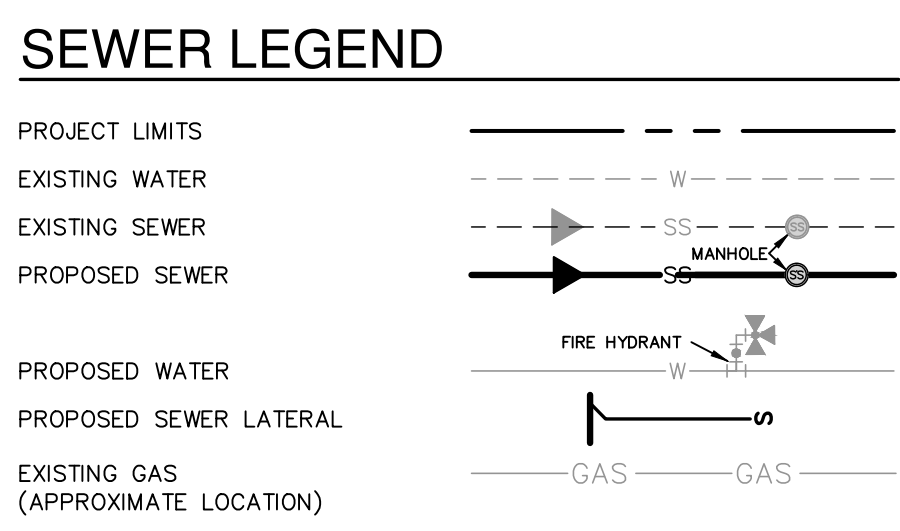 SEWER LEGEND
PROJECT LIMITS
EXISTING WATER W
EXISTING SEWER SS SS
MANHOLE
PROPOSED SEWER SS SS
FIRE HYDRANT
PROPOSED WATER W
PROPOSED SEWER LATERAL S
EXISTING GAS GAS GAS
(APPROXIMATE LOCATION)